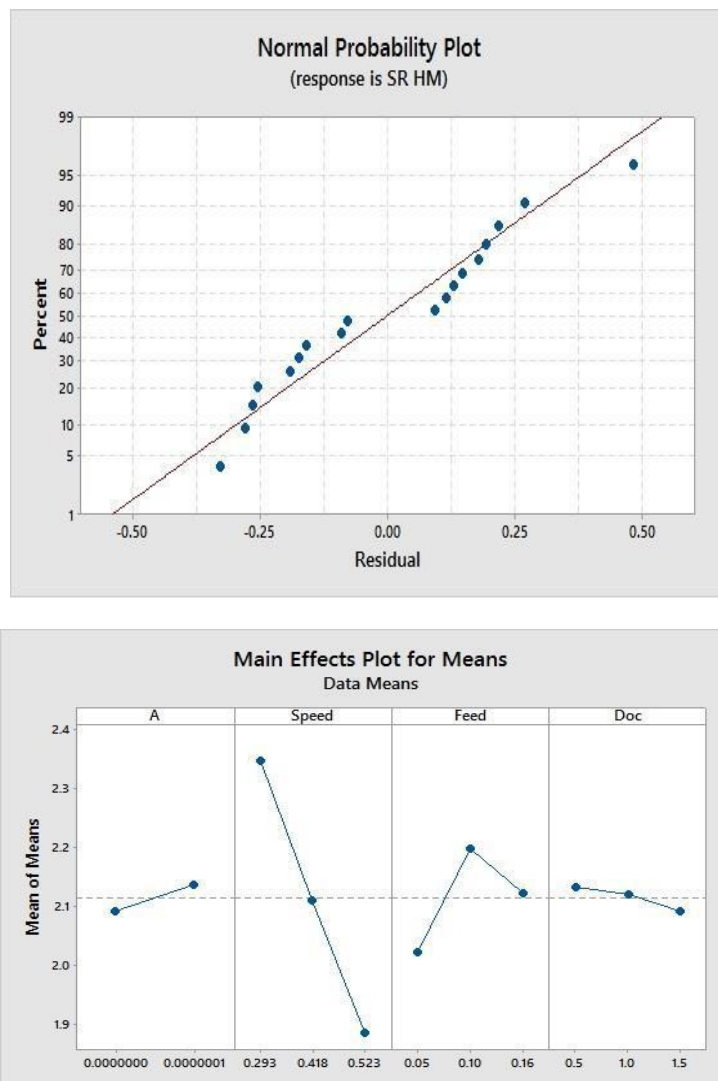 Normal Probability Plot
(response is SR HM)
99
95
90
80
70
60
50
40
30
20
10
5
1
Percent
-0.50 -0.25 0.00 0.25 0.50
Residual
Main Effects Plot for Means
Data Means
A Speed Feed Doc
2.4
2.3
2.2
2.1
2.0
1.9
Mean of Means
0.0000000 0.0000001 0.293 0.418 0.523 0.05 0.10 0.16 0.5 1.0 1.5